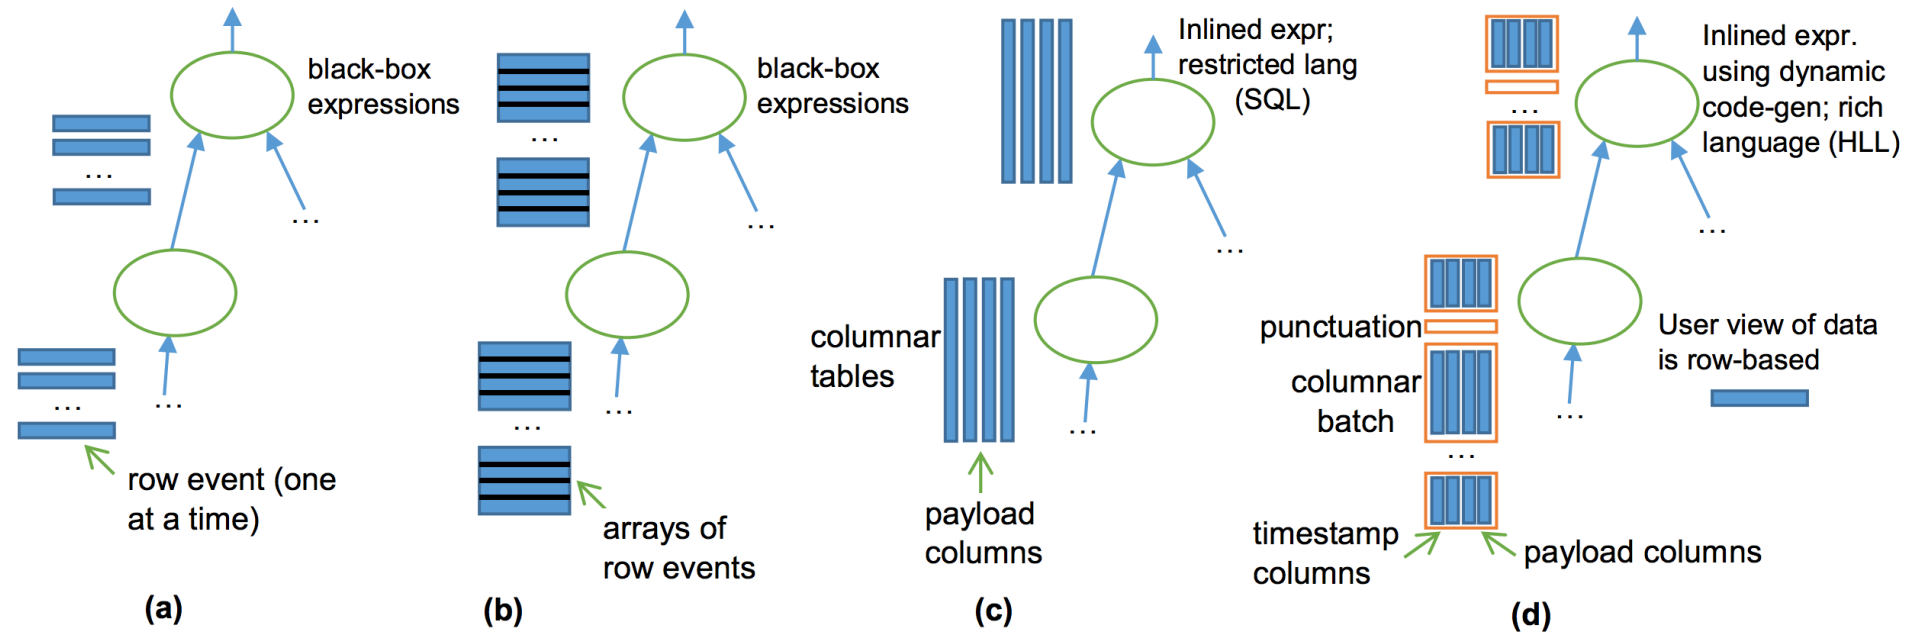 black-box
expressions
...
...
...
...
row event (one
at a time)
(a)
black-box
expressions
...
...
...
...
arrays of
row events
(b)
Inlined expr;
restricted lang
(SQL)
...
columnar
tables
...
payload
columns
(c)
Inlined expr.
using dynamic
code-gen; rich
language (HLL)
...
...
punctuation
columnar
batch
...
User view of data
is row-based
...
timestamp
columns
payload columns
(d)